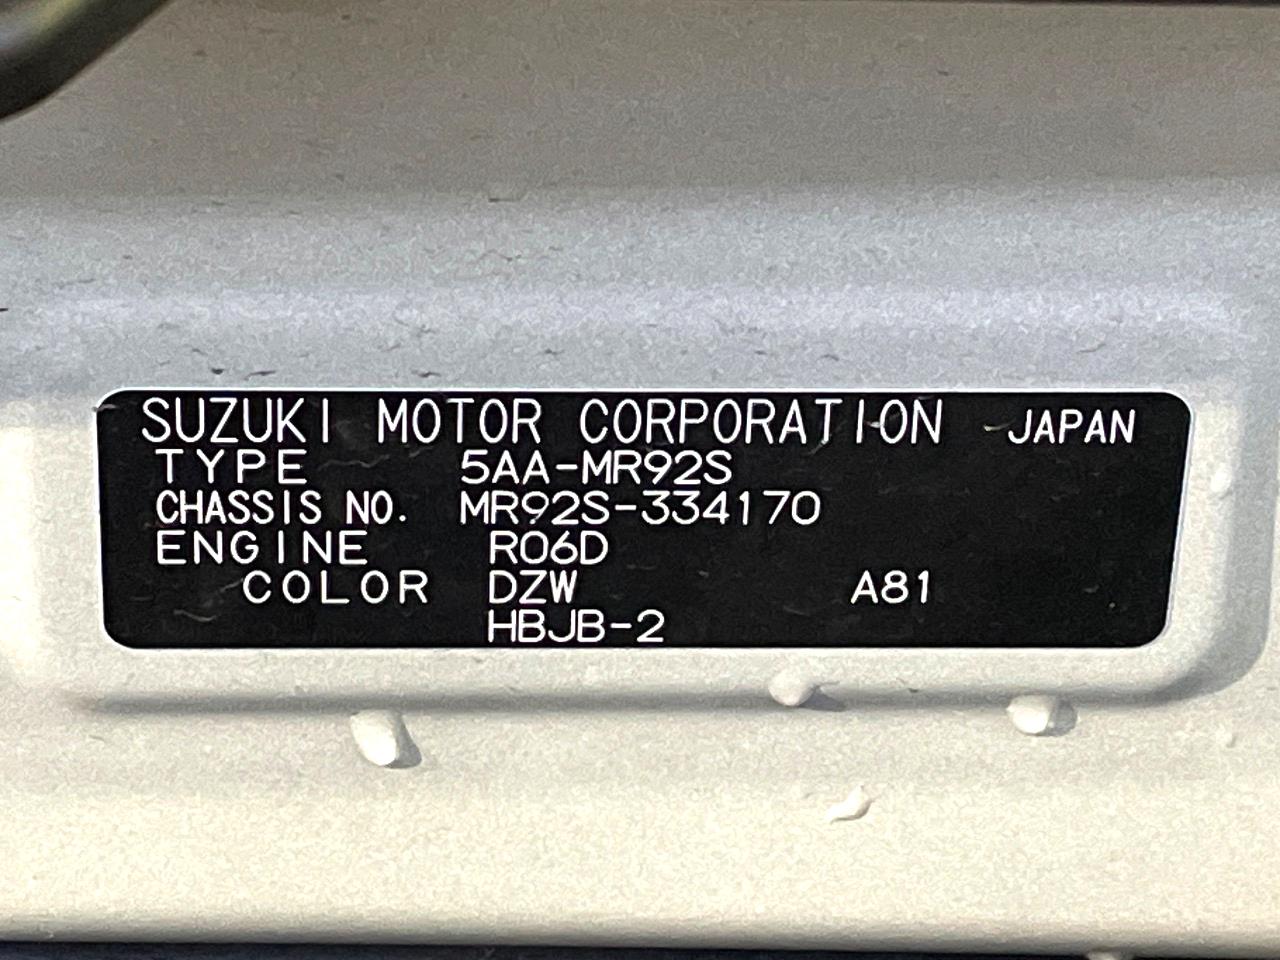 SUZUKI MOTOR CORPORATION JAPAN
TYPE 5AA-MR92S
CHASSIS NO. MR92S-334170
ENGINE R06D
COLOR DZW A81
HBJB-2